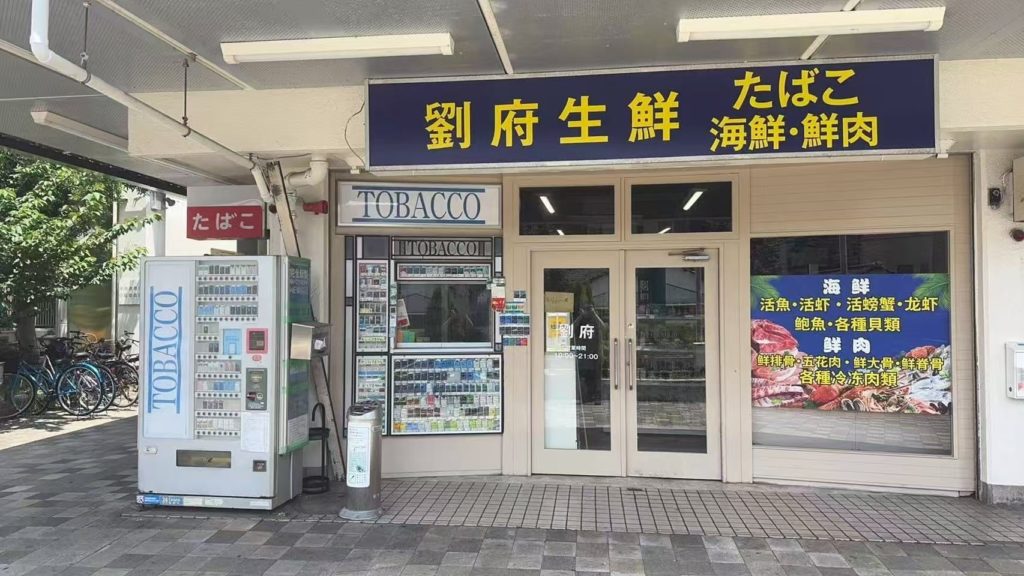 劉府生鮮
たばこ
海鮮・鮮肉
たばこ
TOBACCO
TOBACCO
TOBACCO
劉府
10:00~21:00
海鮮
活魚・活虾・活螃蟹・龙虾
鲍魚・各種貝類
鮮肉
鲜排骨・五花肉・鮮大骨・鲜脊骨
各種冷冻肉類